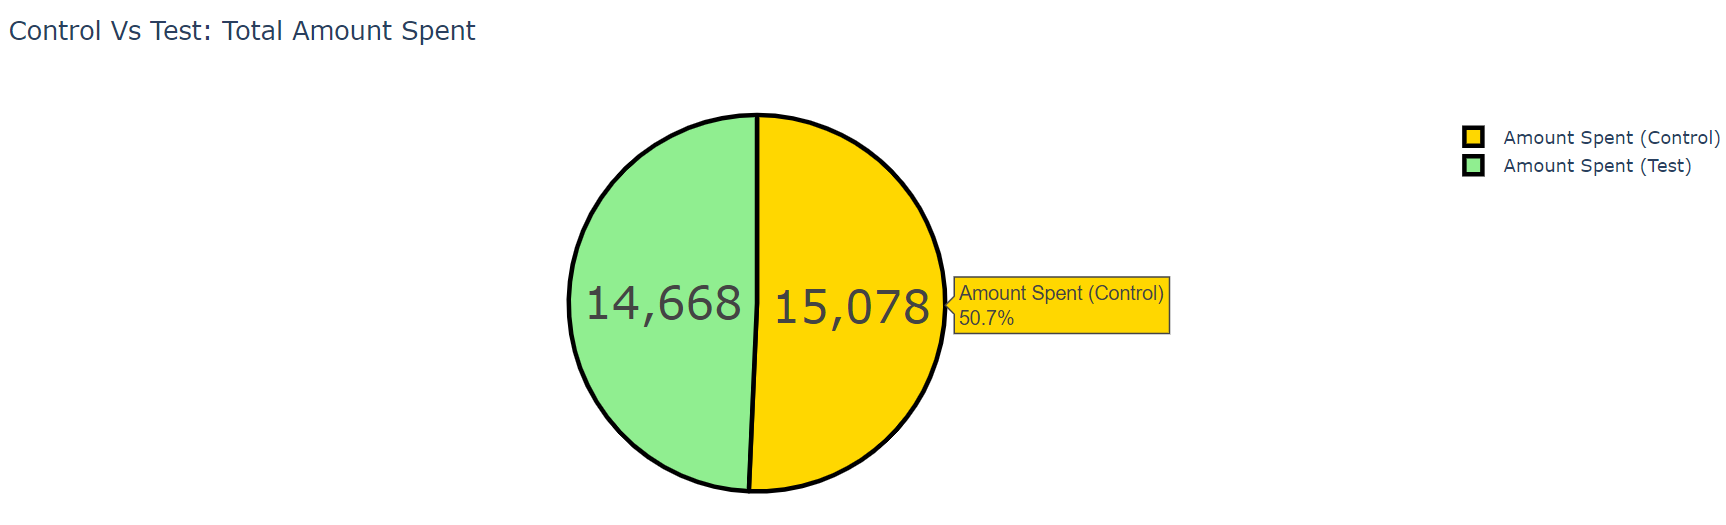 Control Vs Test: Total Amount Spent
Amount Spent (Control)
Amount Spent (Test)
14,668
15,078
Amount Spent (Control)
50.7%